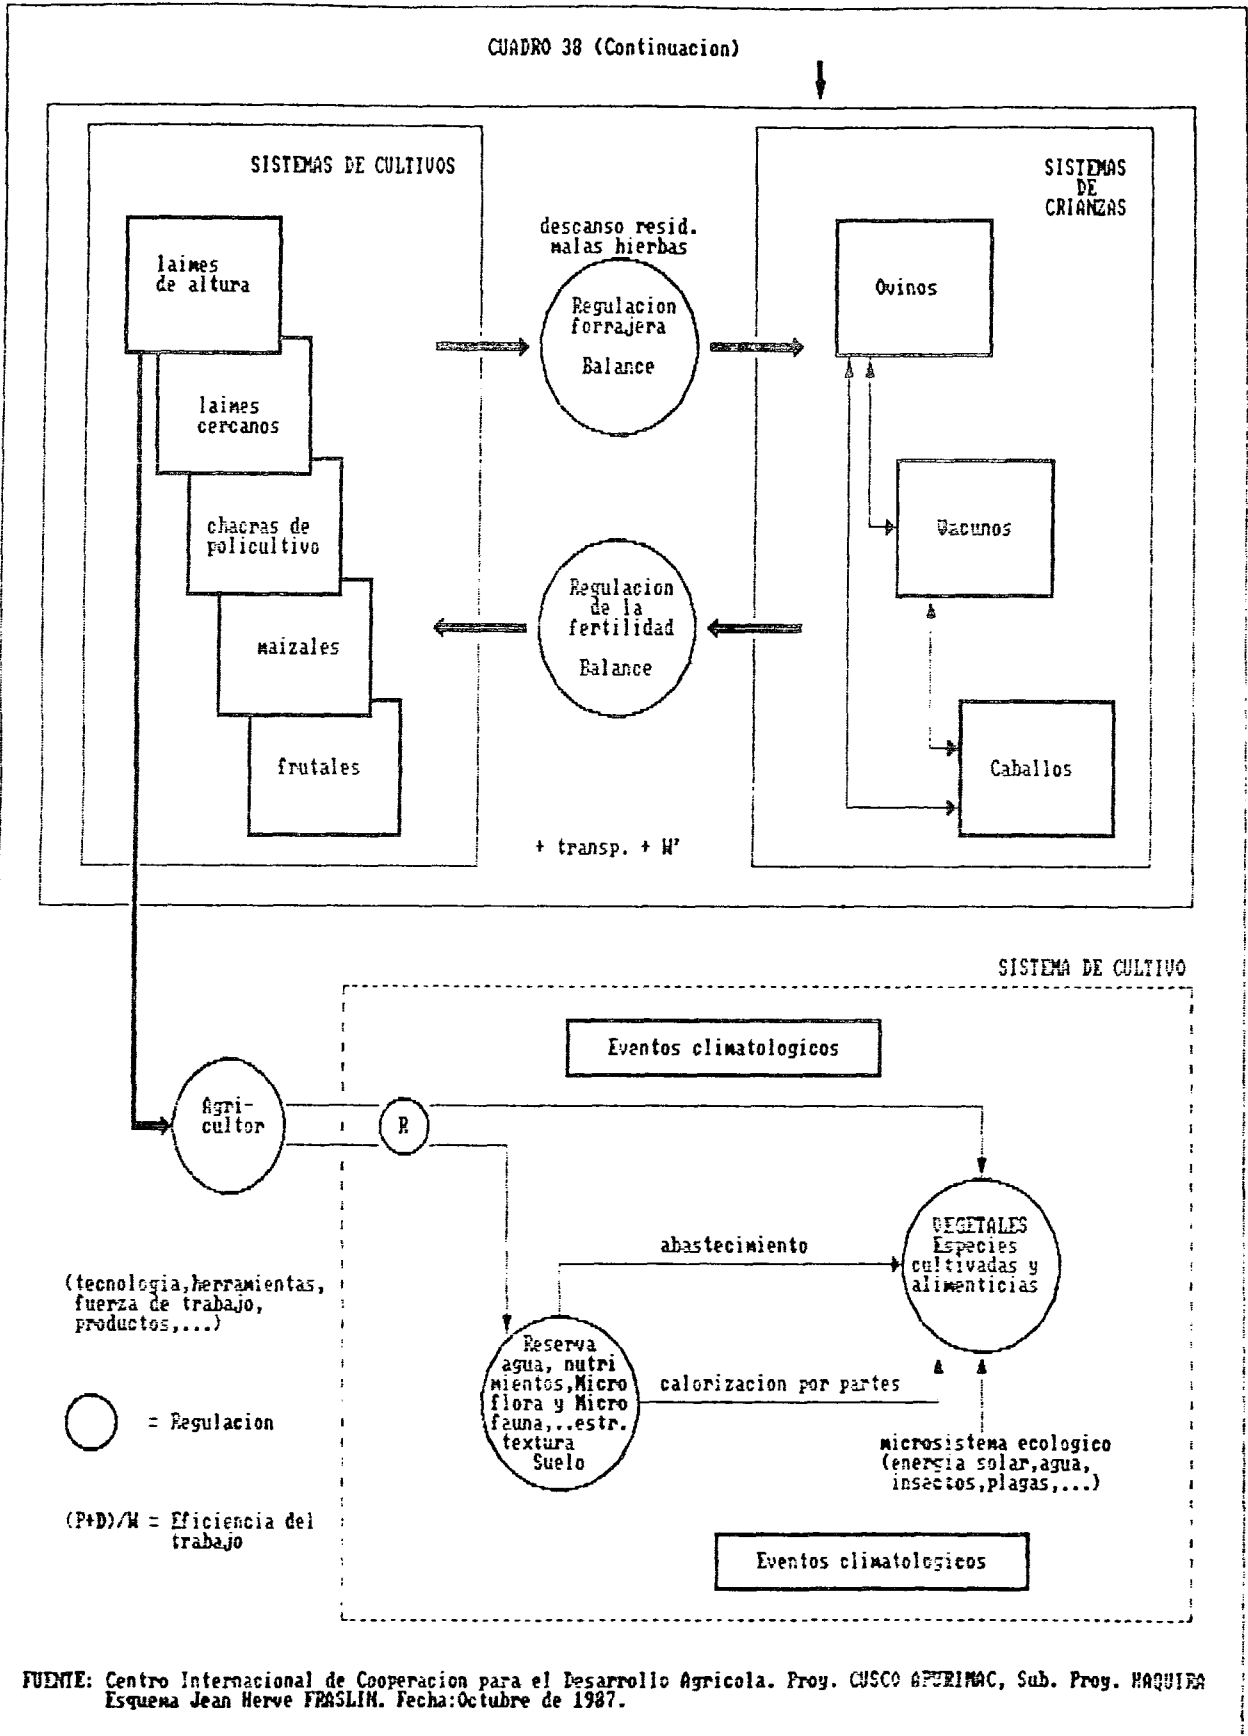 CUADRO 38 (Continuacion)
SISTEMAS DE CULTIVOS
SISTEMAS
DE
CRIANZAS
laimes
de altura
descanso resid.
malas hierbas
Regulacion
forrajera
Balance
Ovinos
laimes
cercanos
chacras de
policultivo
Vacunos
Regulacion
de la
fertilidad
Balance
maizales
frutales
Caballos
+ transp. + W'
SISTEMA DE CULTIVO
Eventos climatologicos
Agri-
cultor
R
VEGETALES
Especies
cultivadas y
alimenticias
abastecimiento
(tecnologia,herramientas,
fuerza de trabajo,
productos,...)
Reserva
agua, nutri
mientos,Micro
flora y Micro
fauna,..estr.
textura
Suelo
calorizacion por partes
= Regulacion
microsistema ecologico
(energia solar,agua,
insectos,plagas,...)
(P+D)/W = Eficiencia del
trabajo
Eventos climatologicos
FUENTE: Centro Internacional de Cooperacion para el Desarrollo Agricola. Proy. CUSCO APURIMAC, Sub. Proy. HAQUIRA
Esquema Jean Herve FRASLIN. Fecha:Octubre de 1987.